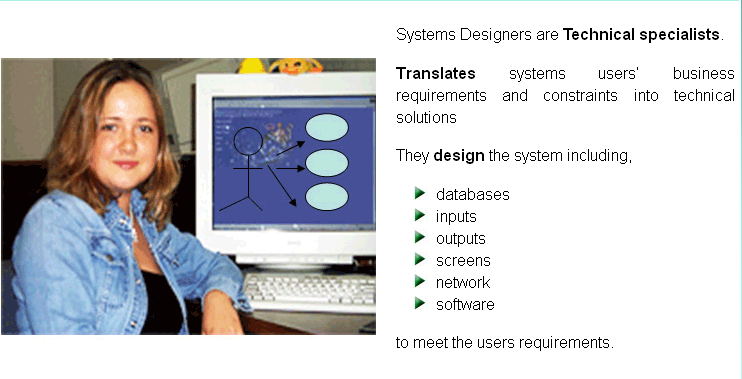 Systems Designers are Technical specialists.
Translates systems users' business
requirements and constraints into technical
solutions
They design the system including,
databases
inputs
outputs
screens
network
software
to meet the users requirements.